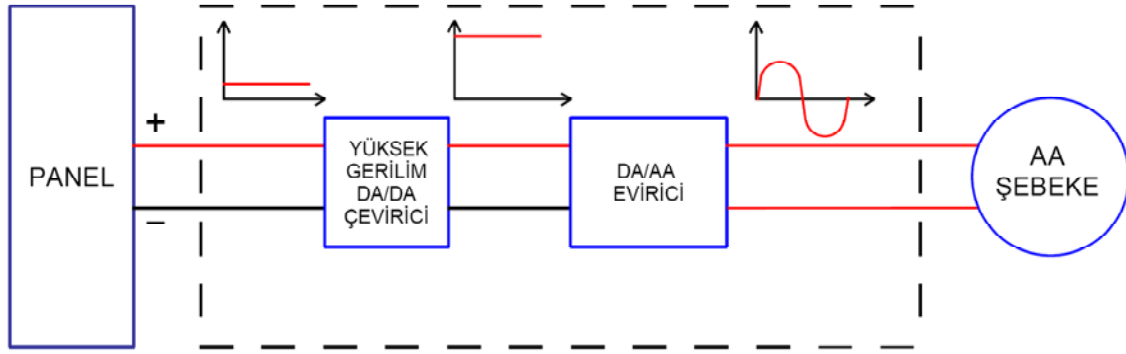 PANEL
+
–
YÜKSEK
GERİLİM
DA/DA
ÇEVİRİCİ
DA/AA
EVİRİCİ
AA
ŞEBEKE